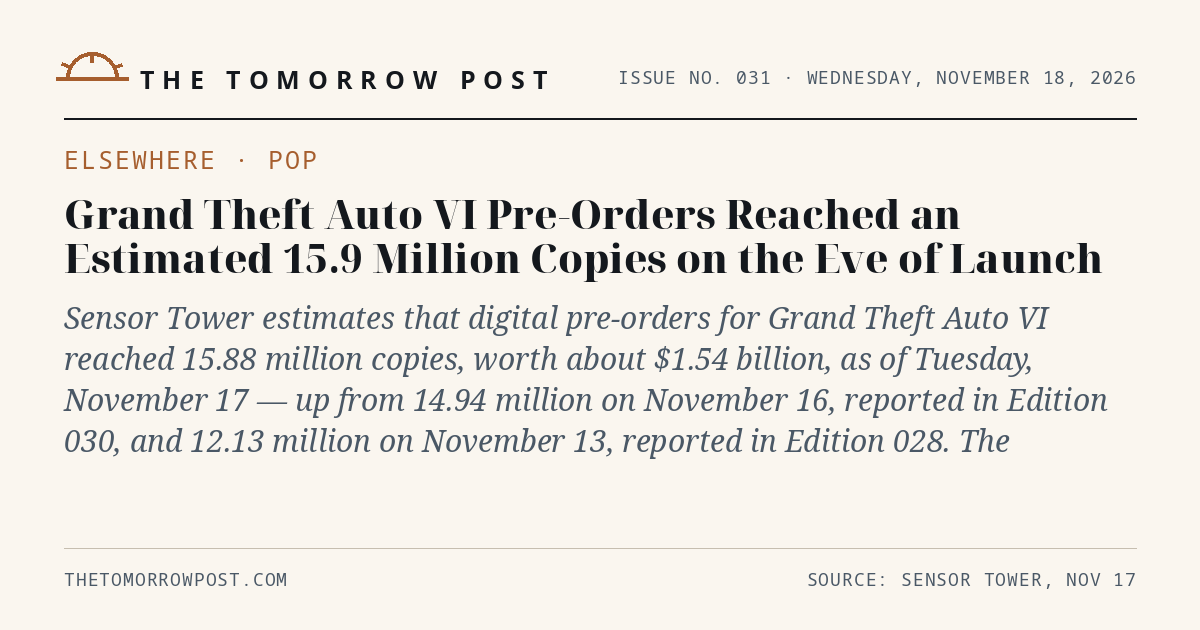 THE TOMORROW POST
ISSUE NO. 031 · WEDNESDAY, NOVEMBER 18, 2026
ELSEWHERE · POP
Grand Theft Auto VI Pre-Orders Reached an
Estimated 15.9 Million Copies on the Eve of Launch
Sensor Tower estimates that digital pre-orders for Grand Theft Auto VI
reached 15.88 million copies, worth about $1.54 billion, as of Tuesday,
November 17 — up from 14.94 million on November 16, reported in Edition
030, and 12.13 million on November 13, reported in Edition 028. The
THETOMORROWPOST.COM
SOURCE: SENSOR TOWER, NOV 17